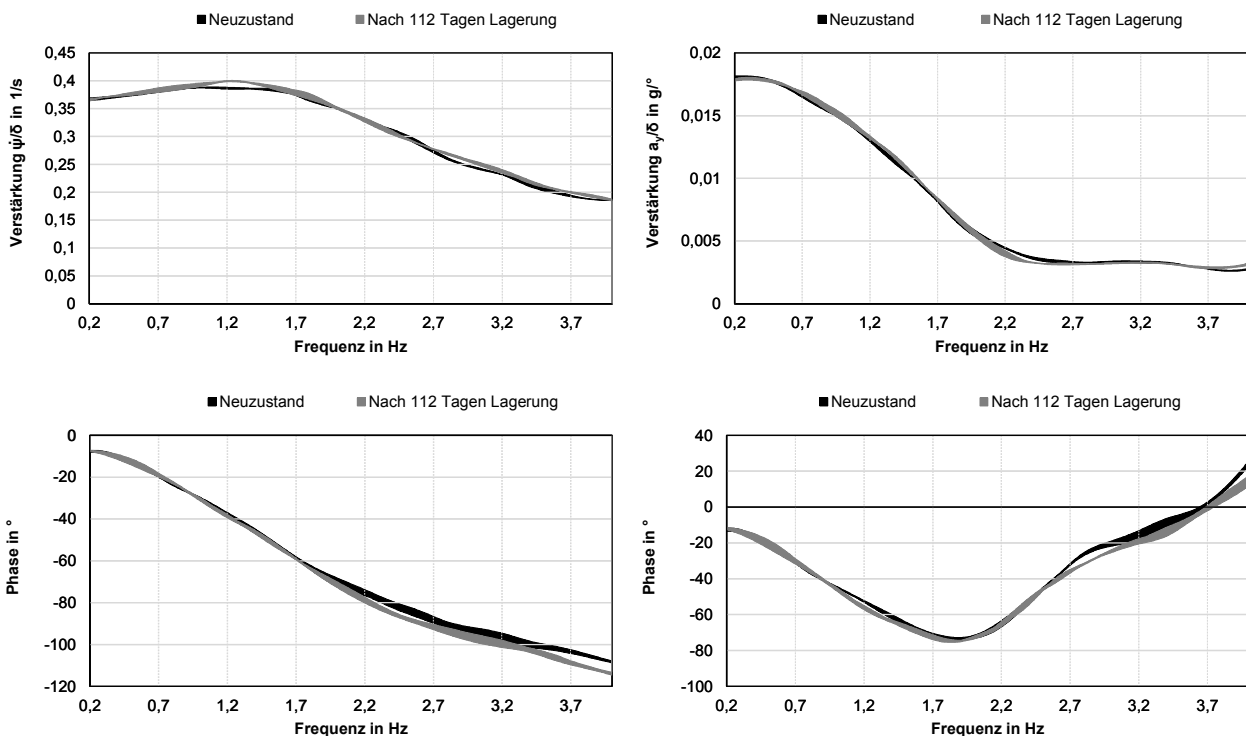 Neuzustand Nach 112 Tagen Lagerung
Verstärkung ψ̇/δ in 1/s
0,45
0,4
0,35
0,3
0,25
0,2
0,15
0,1
0,05
0
0,2 0,7 1,2 1,7 2,2 2,7 3,2 3,7
Frequenz in Hz
Neuzustand Nach 112 Tagen Lagerung
Verstärkung ay/δ in g/°
0,02
0,015
0,01
0,005
0
0,2 0,7 1,2 1,7 2,2 2,7 3,2 3,7
Frequenz in Hz
Neuzustand Nach 112 Tagen Lagerung
Phase in °
0
-20
-40
-60
-80
-100
-120
0,2 0,7 1,2 1,7 2,2 2,7 3,2 3,7
Frequenz in Hz
Neuzustand Nach 112 Tagen Lagerung
Phase in °
40
20
0
-20
-40
-60
-80
-100
0,2 0,7 1,2 1,7 2,2 2,7 3,2 3,7
Frequenz in Hz